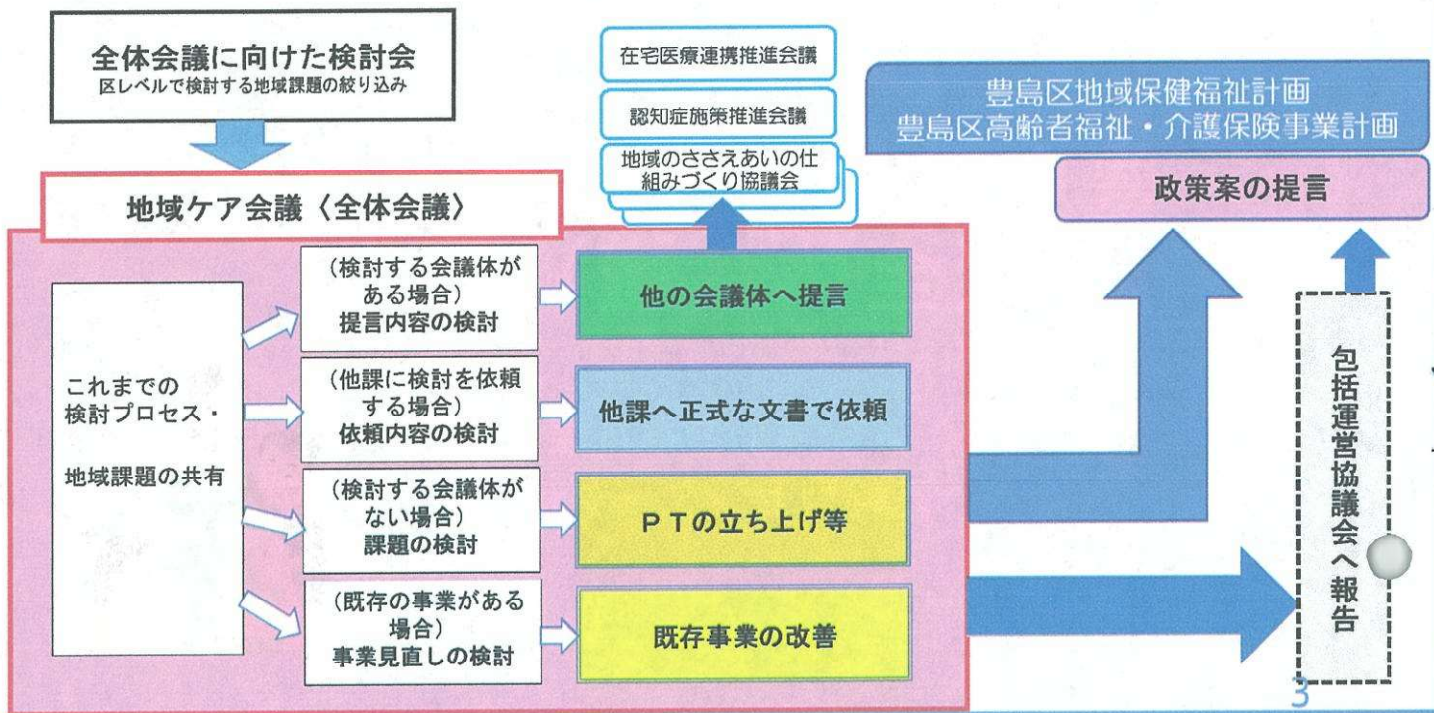 全体会議に向けた検討会
区レベルで検討する地域課題の絞り込み
在宅医療連携推進会議
認知症施策推進会議
地域のささえあいの仕
組みづくり協議会
豊島区地域保健福祉計画
豊島区高齢者福祉・介護保険事業計画
政策案の提言
地域ケア会議〈全体会議〉
これまでの
検討プロセス・
地域課題の共有
(検討する会議体が
ある場合)
提言内容の検討
他の会議体へ提言
(他課に検討を依頼
する場合)
依頼内容の検討
他課へ正式な文書で依頼
(検討する会議体が
ない場合)
課題の検討
PTの立ち上げ等
(既存の事業がある
場合)
事業見直しの検討
既存事業の改善
包括運営協議会へ報告
3